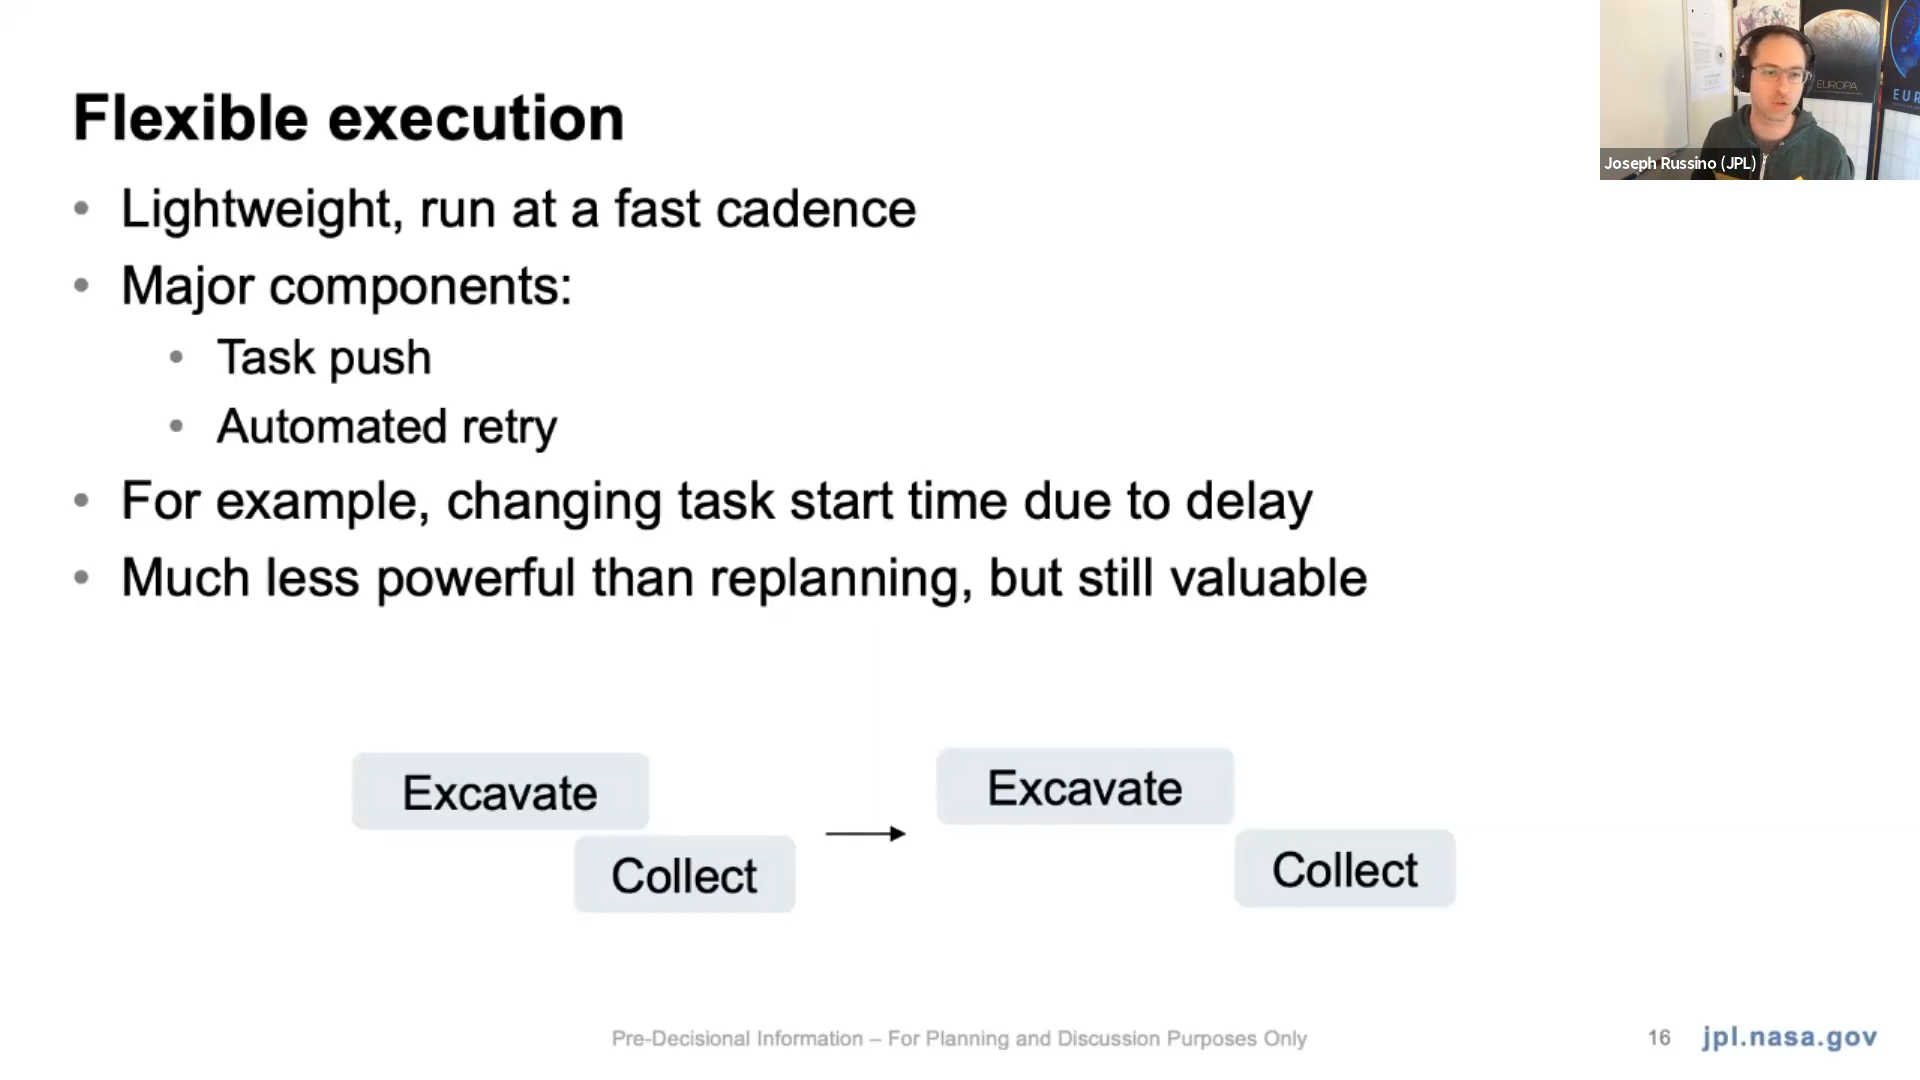 Flexible execution
• Lightweight, run at a fast cadence
• Major components:
• Task push
• Automated retry
• For example, changing task start time due to delay
• Much less powerful than replanning, but still valuable
Excavate
Collect
Excavate
Collect
Pre-Decisional Information – For Planning and Discussion Purposes Only
16
jpl.nasa.gov
EUROPA
EUR
Joseph Russino (JPL)